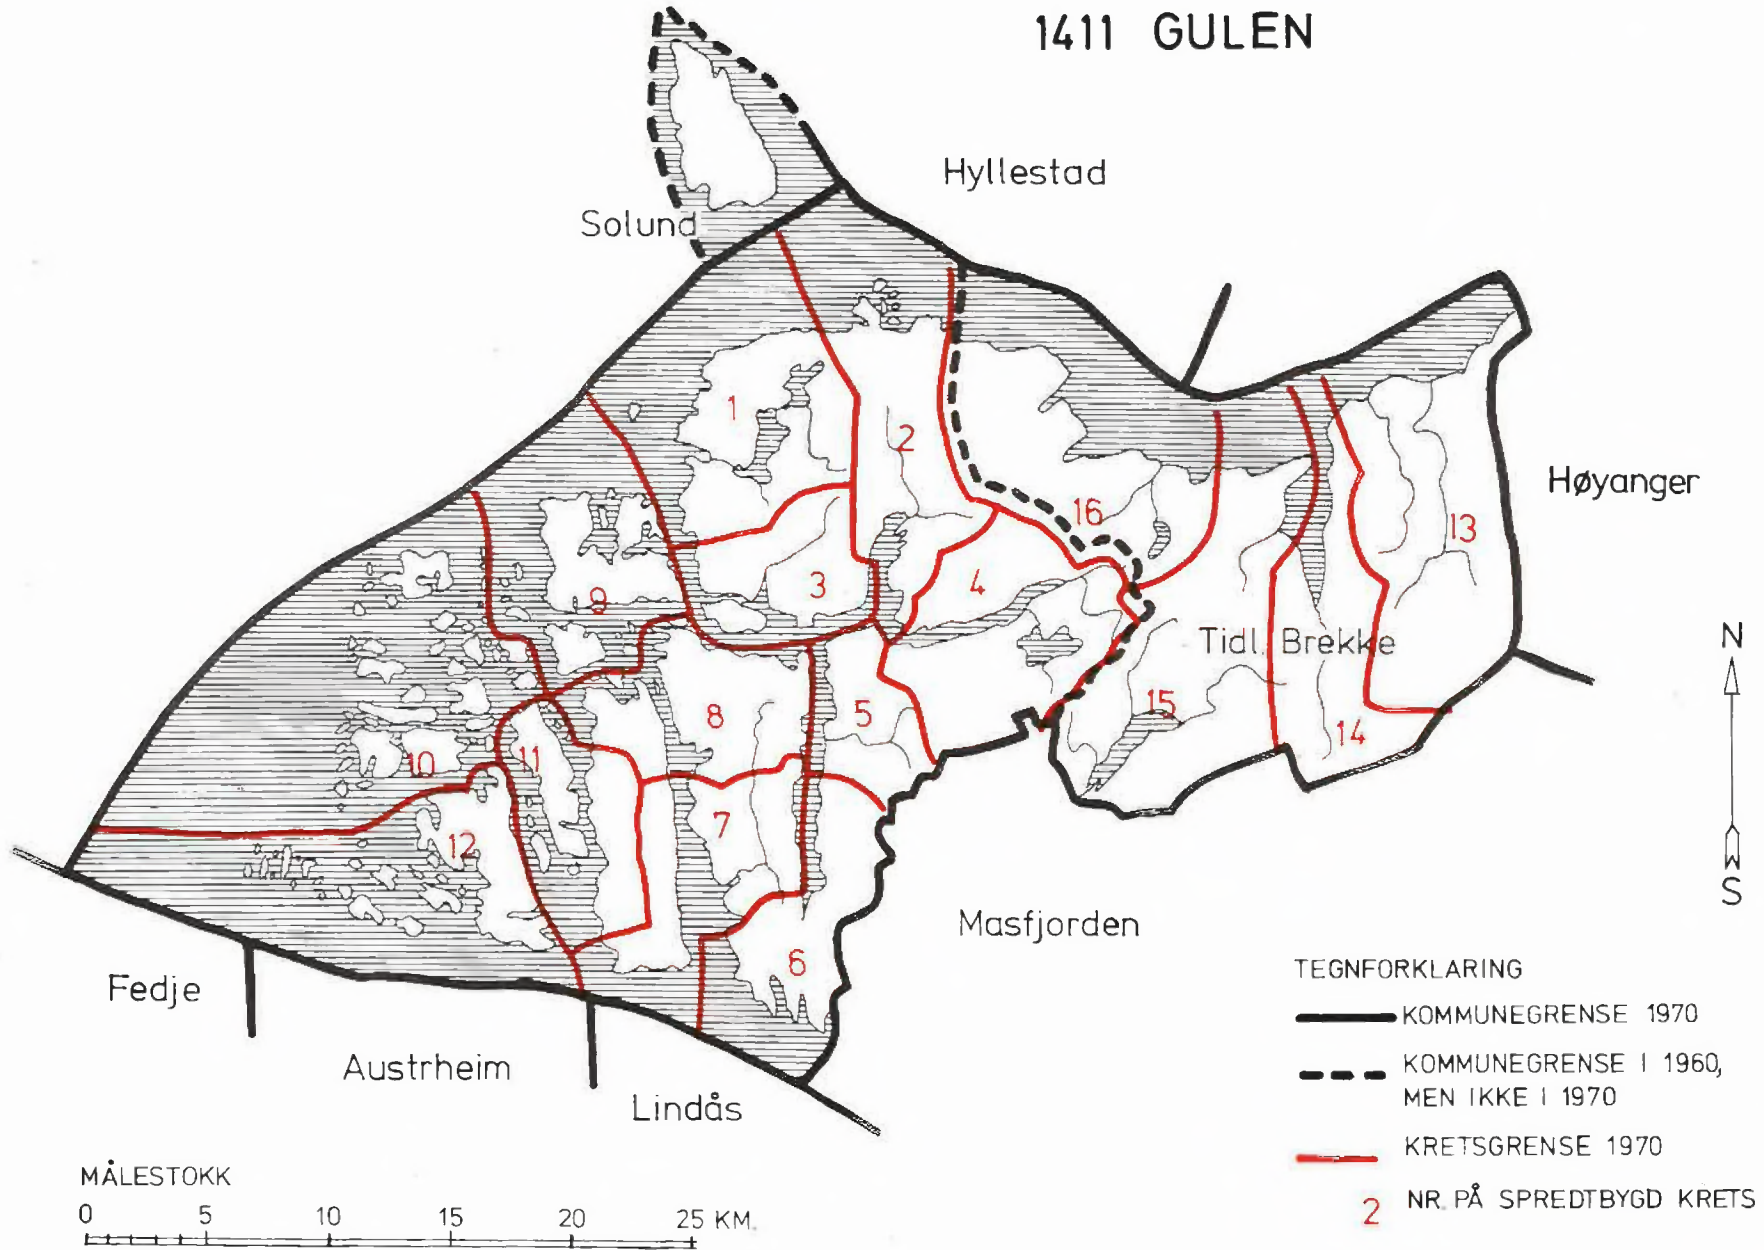 1411 GULEN
Hyllestad
Solund
Høyanger
1
2
16
13
3
4
9
Tidl. Brekke
8
5
15
14
10
11
7
12
6
Masfjorden
Fedje
Austrheim
Lindås
N
S
TEGNFORKLARING
KOMMUNEGRENSE 1970
KOMMUNEGRENSE I 1960,
MEN IKKE I 1970
KRETSGRENSE 1970
2 NR. PÅ SPREDTBYGD KRETS
MÅLESTOKK
0 5 10 15 20 25 KM.